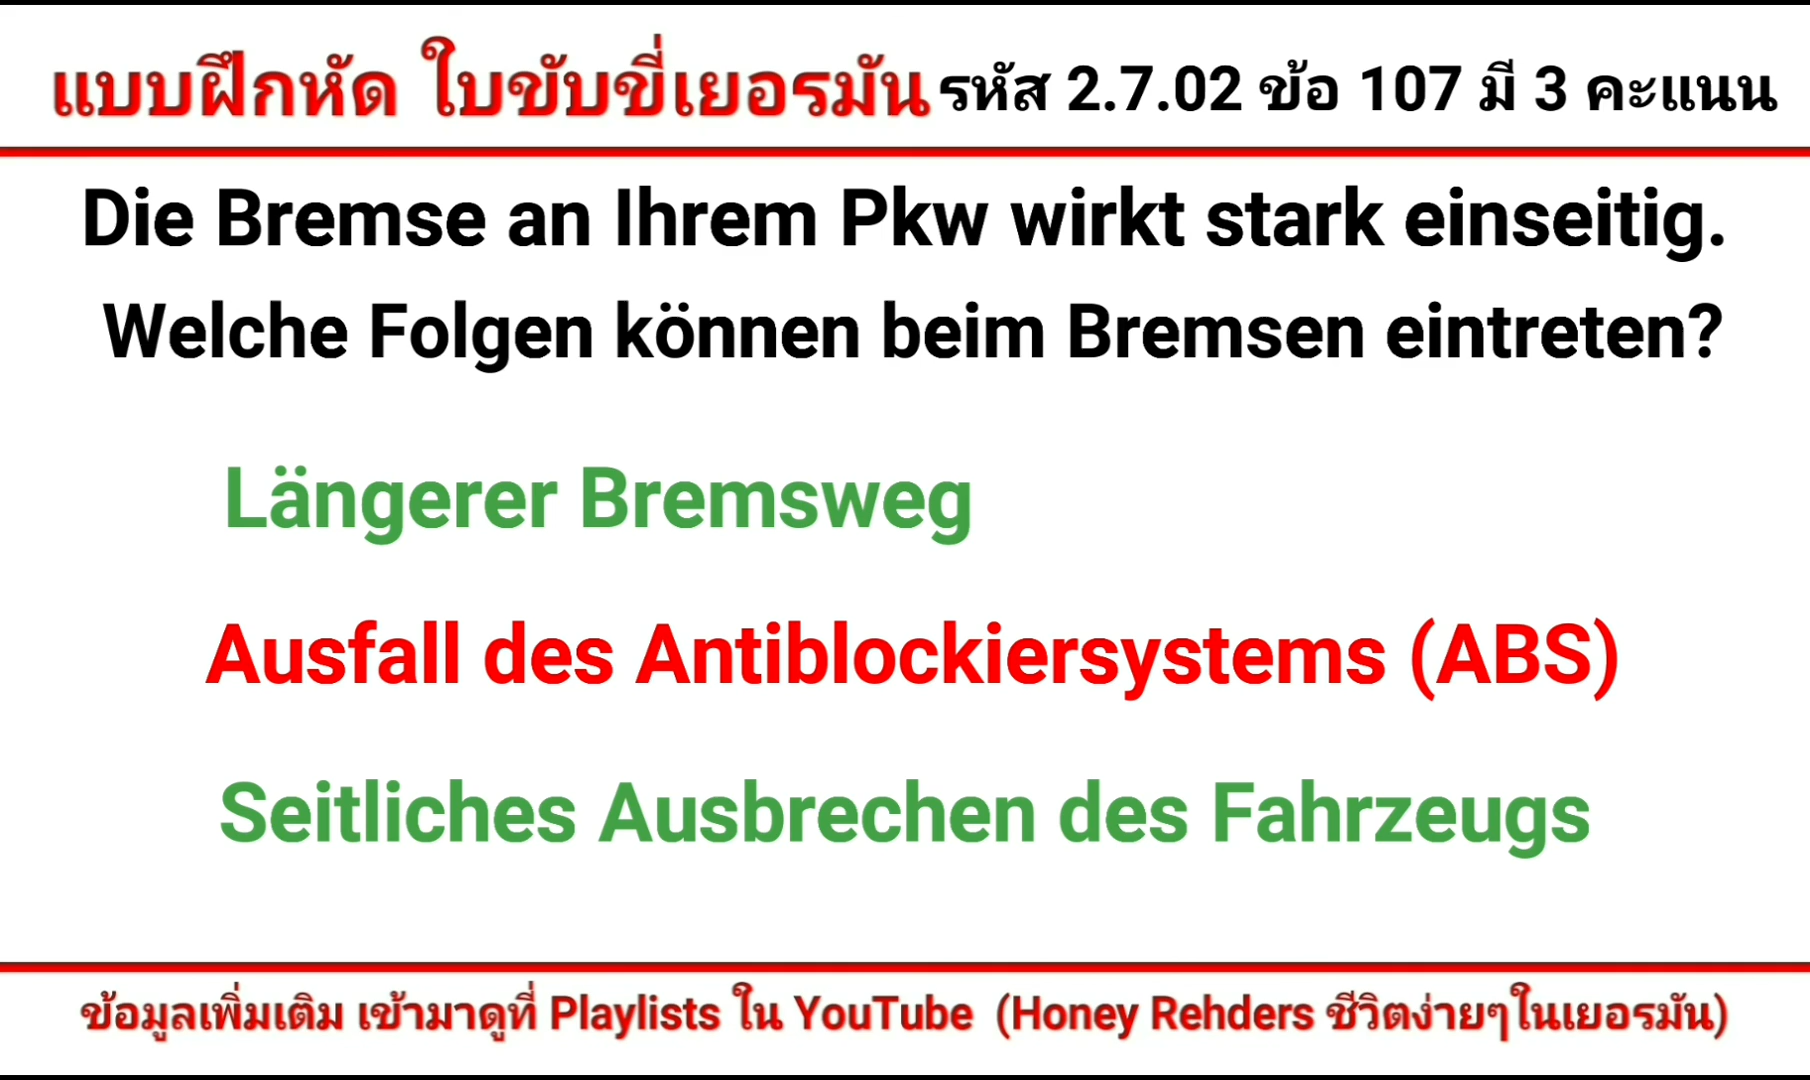 แบบฝึกหัด ใบขับขี่เยอรมัน รหัส 2.7.02 ข้อ 107 มี 3 คะแนน
Die Bremse an Ihrem Pkw wirkt stark einseitig.
Welche Folgen können beim Bremsen eintreten?
Längerer Bremsweg
Ausfall des Antiblockiersystems (ABS)
Seitliches Ausbrechen des Fahrzeugs
ข้อมูลเพิ่มเติม เข้ามาดูที่ Playlists ใน YouTube (Honey Rehders ชีวิตง่ายๆในเยอรมัน)